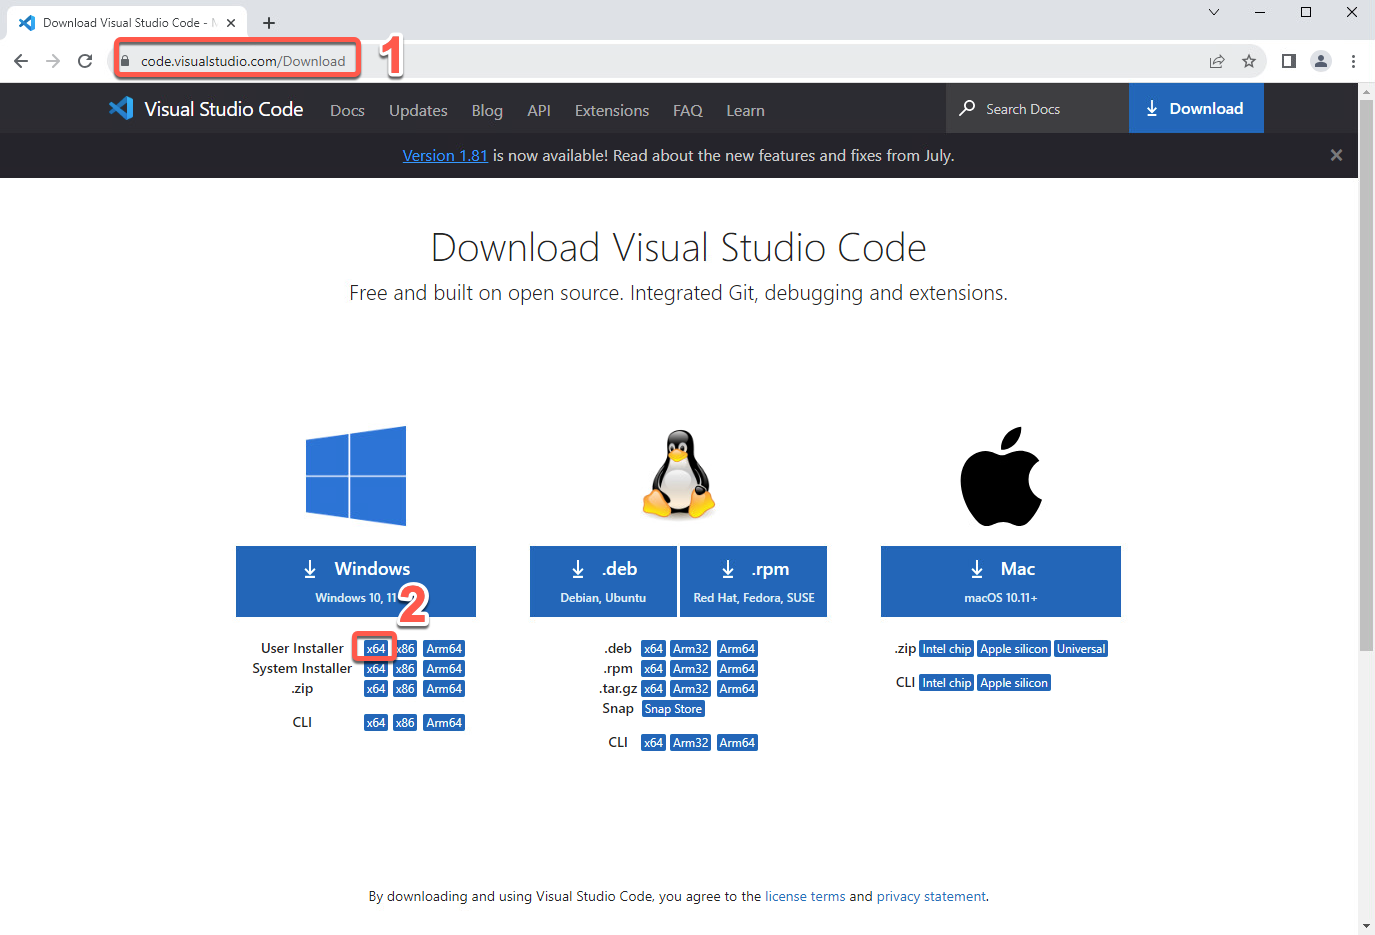 Download Visual Studio Code - M
code.visualstudio.com/Download
1
Visual Studio Code Docs Updates Blog API Extensions FAQ Learn Search Docs Download
Version 1.81 is now available! Read about the new features and fixes from July.
Download Visual Studio Code
Free and built on open source. Integrated Git, debugging and extensions.
Windows
Windows 10, 11
2
User Installer x64 x86 Arm64
System Installer x64 x86 Arm64
.zip x64 x86 Arm64
CLI x64 x86 Arm64
.deb
Debian, Ubuntu
.rpm
Red Hat, Fedora, SUSE
.deb x64 Arm32 Arm64
.rpm x64 Arm32 Arm64
.tar.gz x64 Arm32 Arm64
Snap Snap Store
CLI x64 Arm32 Arm64
Mac
macOS 10.11+
.zip Intel chip Apple silicon Universal
CLI Intel chip Apple silicon
By downloading and using Visual Studio Code, you agree to the license terms and privacy statement.